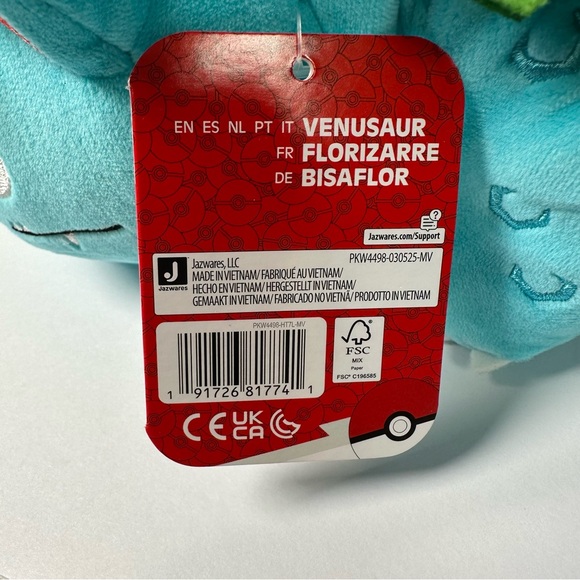 EN ES NL PT IT VENUSAUR
FR FLORIZARRE
DE BISAFLOR
Jazwares.com/Support
J
Jazwares
Jazwares, LLC PKW4498-030525-MV
MADE IN VIETNAM/ FABRIQUÉ AU VIETNAM/
HECHO EN VIETNAM/ HERGESTELLT IN VIETNAM/
GEMAAKT IN VIETNAM/ FABRICADO NO VIETNÃ/ PRODOTTO IN VIETNAM
PKW4498-HT7L-MV
1 91726 81774 1
FSC
MIX
Paper
FSC® C196585
CE UK
CA